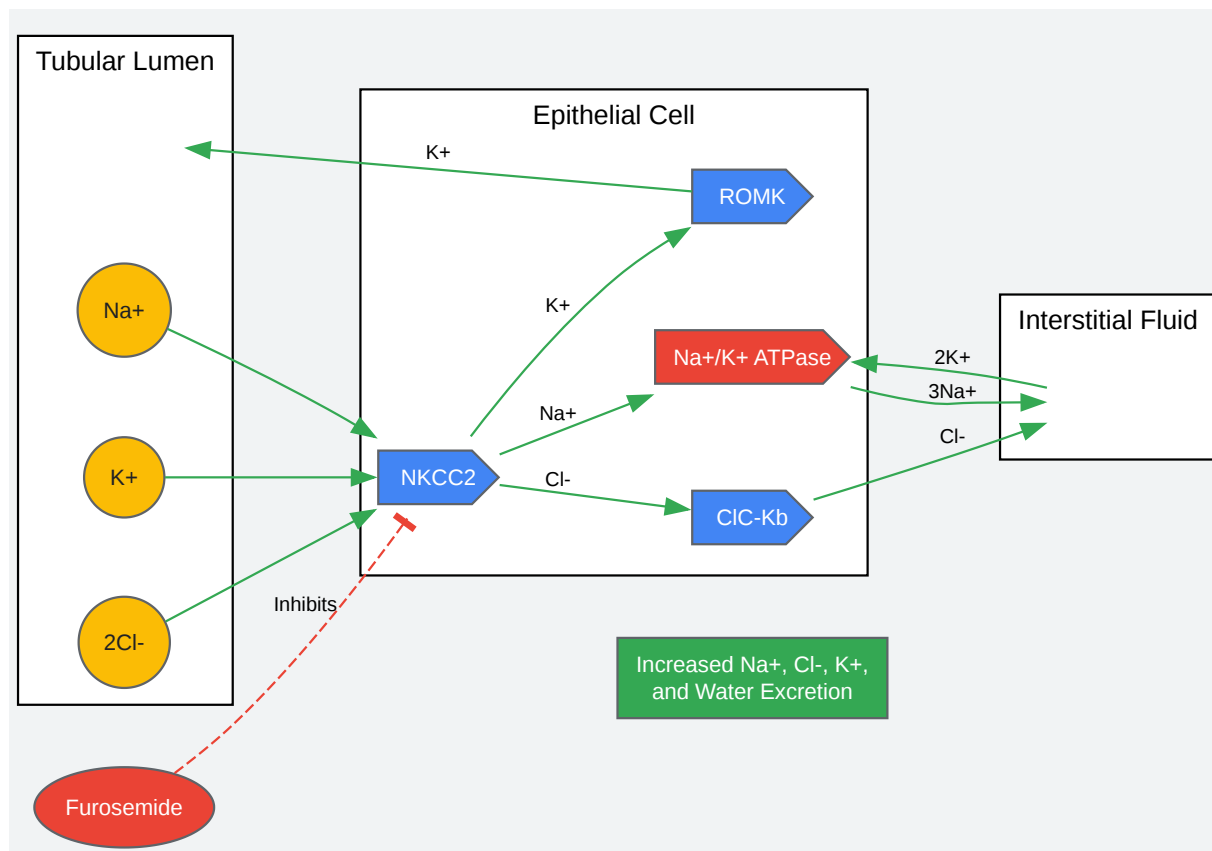 Tubular Lumen
Epithelial Cell
K+
ROMK
Na+
K+
Interstitial Fluid
Na+/K+ ATPase
2K+
3Na+
Na+
Cl-
K+
NKCC2
Cl-
ClC-Kb
Inhibits
2Cl-
Increased Na+, Cl-, K+,
and Water Excretion
Furosemide